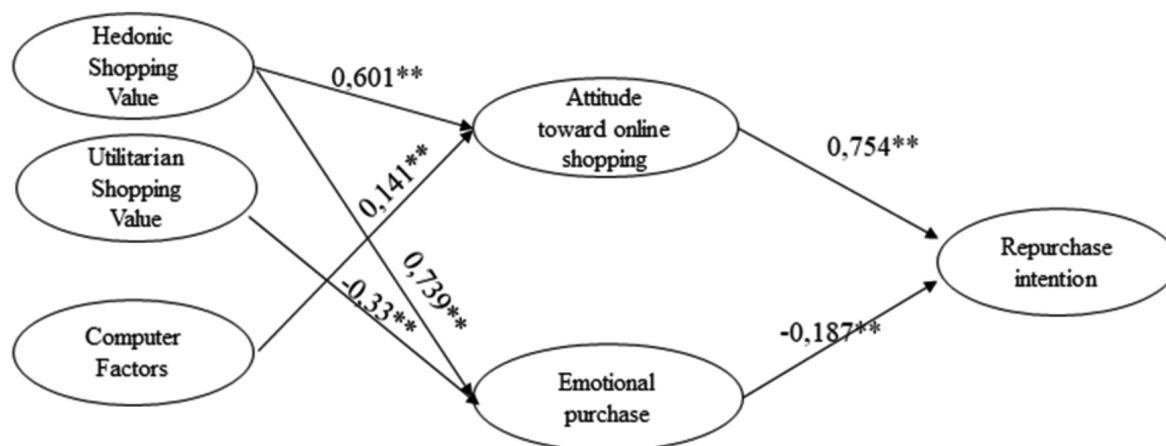 Hedonic
Shopping
Value
0,601**
Attitude
toward online
shopping
0,754**
Utilitarian
Shopping
Value
0,141**
Repurchase
intention
0,739**
-0,33**
Computer
Factors
-0,187**
Emotional
purchase